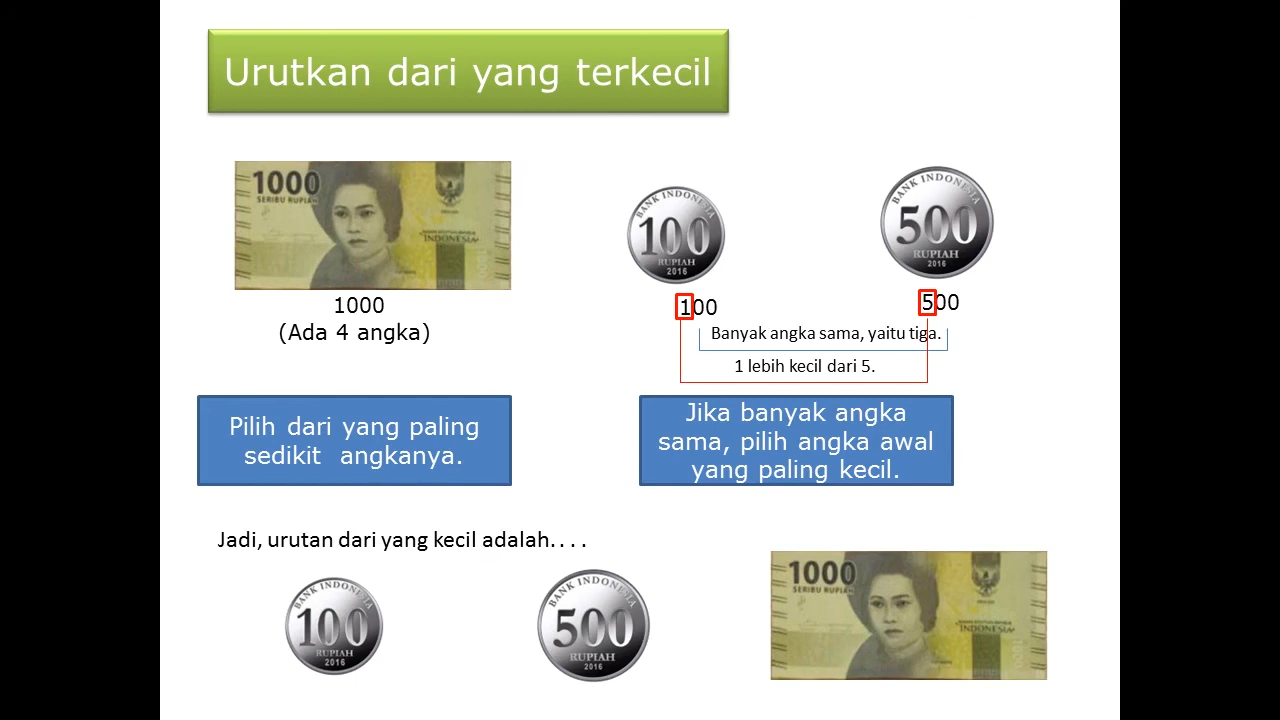 Urutkan dari yang terkecil
1000
SERIBU RUPIAH
INDONESIA
BANK INDONESIA
100
RUPIAH
2016
BANK INDONESIA
500
RUPIAH
2016
1000
(Ada 4 angka)
100
500
Banyak angka sama, yaitu tiga.
1 lebih kecil dari 5.
Pilih dari yang paling
sedikit angkanya.
Jika banyak angka
sama, pilih angka awal
yang paling kecil.
Jadi, urutan dari yang kecil adalah. . . .
BANK INDONESIA
100
RUPIAH
2016
BANK INDONESIA
500
RUPIAH
2016
1000
SERIBU RUPIAH
INDONESIA